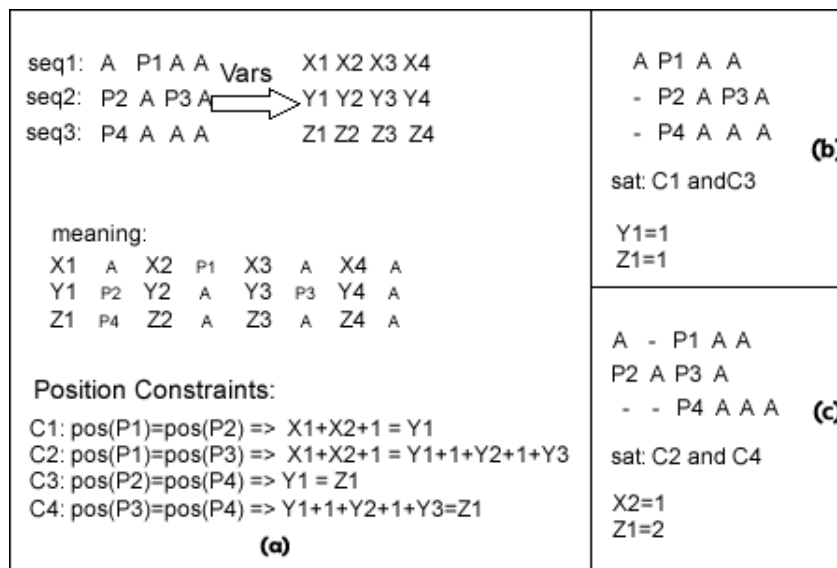 seq1: A P1 A A Vars X1 X2 X3 X4
seq2: P2 A P3 A Y1 Y2 Y3 Y4
seq3: P4 A A A Z1 Z2 Z3 Z4
meaning:
X1 A X2 P1 X3 A X4 A
Y1 P2 Y2 A Y3 P3 Y4 A
Z1 P4 Z2 A Z3 A Z4 A
Position Constraints:
C1: pos(P1)=pos(P2) => X1+X2+1 = Y1
C2: pos(P1)=pos(P3) => X1+X2+1 = Y1+1+Y2+1+Y3
C3: pos(P2)=pos(P4) => Y1 = Z1
C4: pos(P3)=pos(P4) => Y1+1+Y2+1+Y3=Z1
(a)
A P1 A A
- P2 A P3 A
- P4 A A A
(b)
sat: C1 andC3
Y1=1
Z1=1
A - P1 A A
P2 A P3 A
- - P4 A A A
(c)
sat: C2 and C4
X2=1
Z1=2